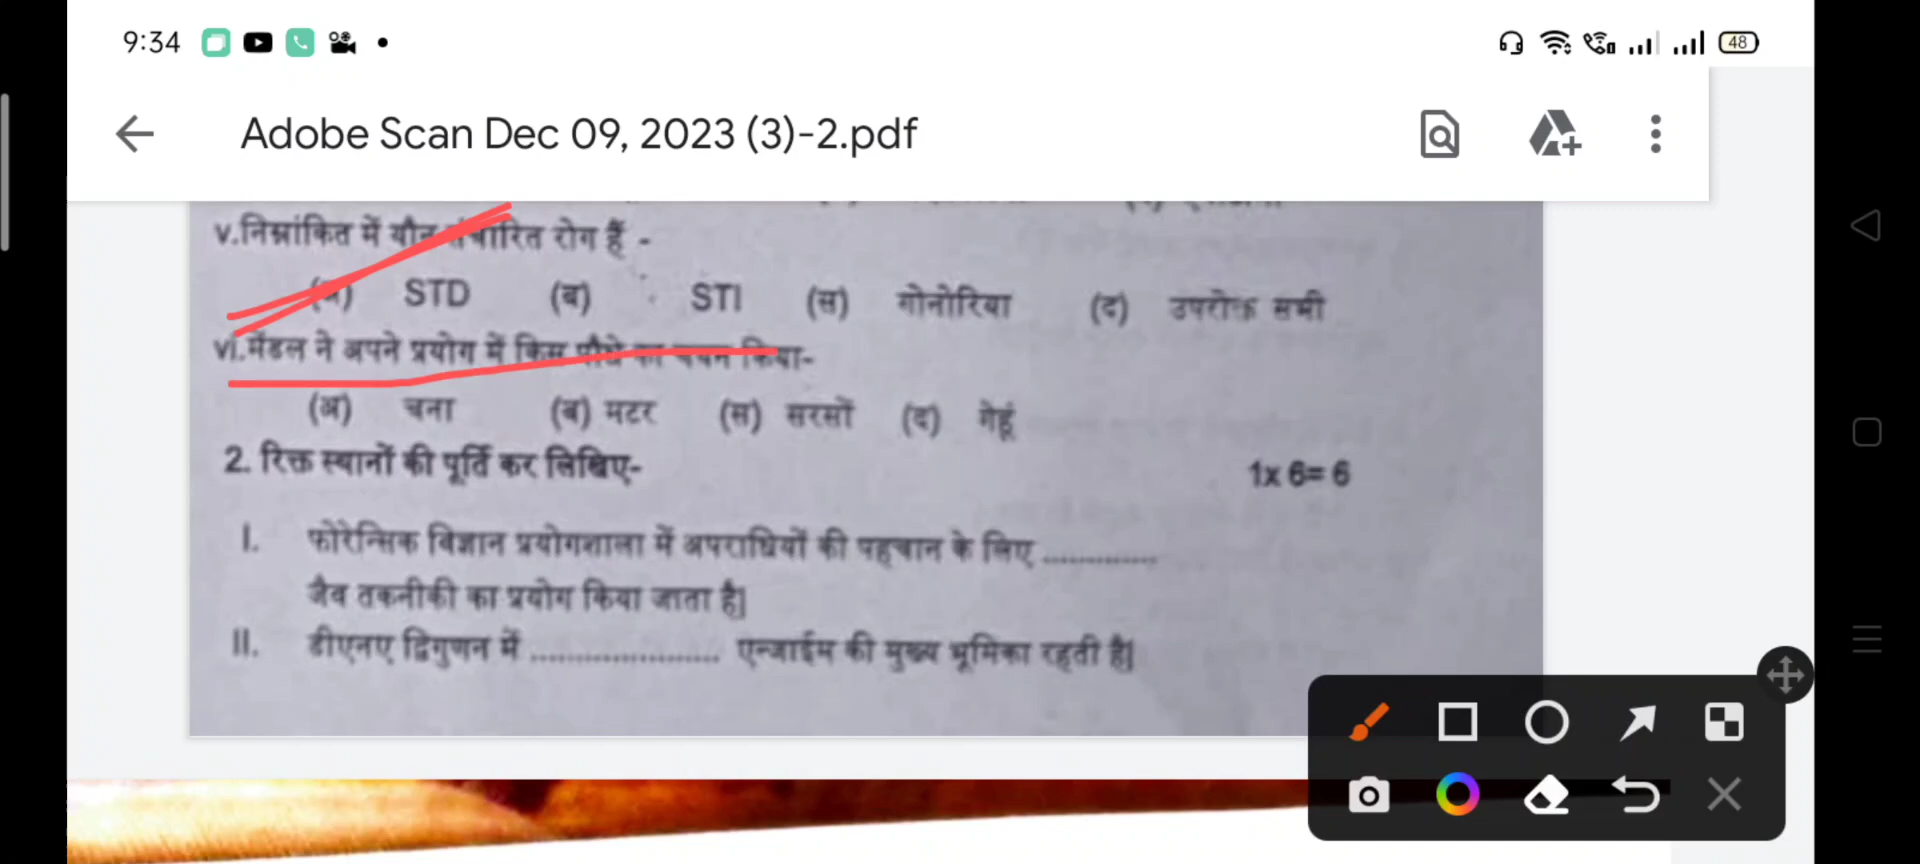 9:34
48
Adobe Scan Dec 09, 2023 (3)-2.pdf
v.निम्नांकित में यौन संचारित रोग हैं -
(अ) STD (ब) STI (स) गोनोरिया (द) उपरोक्त सभी
vi.मेंडल ने अपने प्रयोग में किस पौधे का चयन किया-
(अ) चना (ब) मटर (स) सरसों (द) गेहूं
2. रिक्त स्थानों की पूर्ति कर लिखिए- 1x 6= 6
I. फोरेन्सिक विज्ञान प्रयोगशाला में अपराधियों की पहचान के लिए .............
जैव तकनीकी का प्रयोग किया जाता है|
II. डीएनए द्विगुणन में ..................... एन्जाईम की मुख्य भूमिका रहती है|